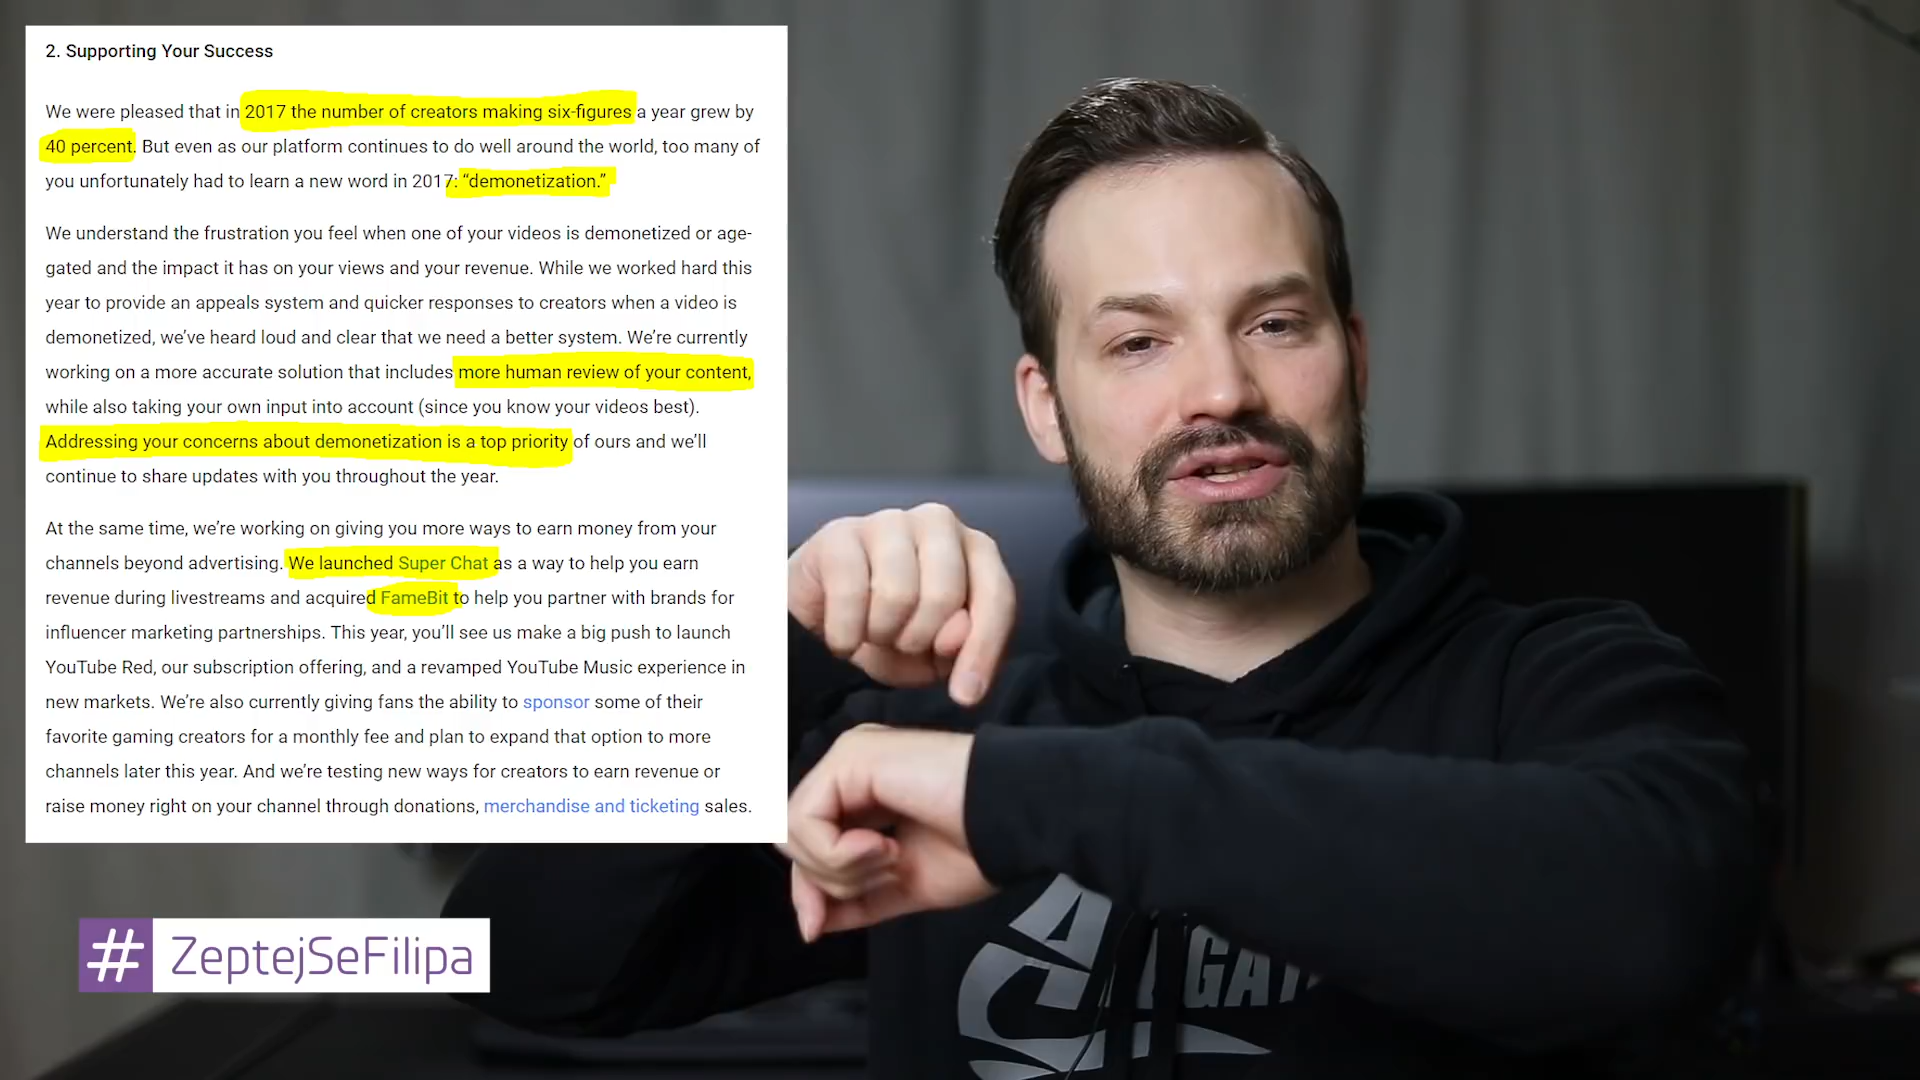 2. Supporting Your Success
We were pleased that in 2017 the number of creators making six-figures a year grew by
40 percent. But even as our platform continues to do well around the world, too many of
you unfortunately had to learn a new word in 2017: “demonetization.”
We understand the frustration you feel when one of your videos is demonetized or age-
gated and the impact it has on your views and your revenue. While we worked hard this
year to provide an appeals system and quicker responses to creators when a video is
demonetized, we’ve heard loud and clear that we need a better system. We’re currently
working on a more accurate solution that includes more human review of your content,
while also taking your own input into account (since you know your videos best).
Addressing your concerns about demonetization is a top priority of ours and we’ll
continue to share updates with you throughout the year.
At the same time, we’re working on giving you more ways to earn money from your
channels beyond advertising. We launched Super Chat as a way to help you earn
revenue during livestreams and acquired FameBit to help you partner with brands for
influencer marketing partnerships. This year, you’ll see us make a big push to launch
YouTube Red, our subscription offering, and a revamped YouTube Music experience in
new markets. We’re also currently giving fans the ability to sponsor some of their
favorite gaming creators for a monthly fee and plan to expand that option to more
channels later this year. And we’re testing new ways for creators to earn revenue or
raise money right on your channel through donations, merchandise and ticketing sales.
# ZeptejSeFilipa